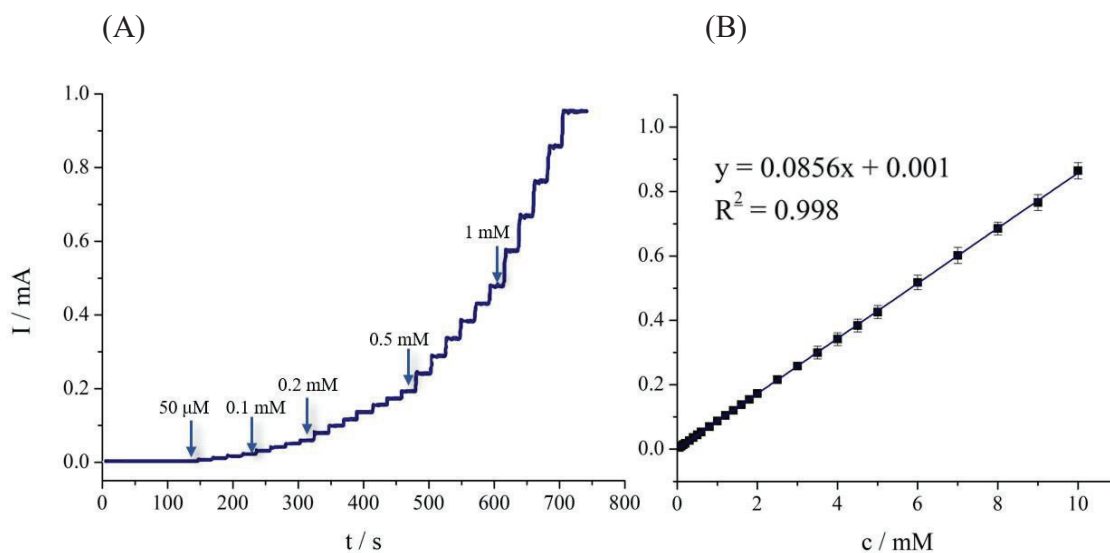 (A)
1.0
0.8
0.6
0.4
0.2
0.0
I / mA
50 μM
0.1 mM
0.2 mM
0.5 mM
1 mM
0 100 200 300 400 500 600 700 800
t / s
(B)
1.0
0.8
0.6
0.4
0.2
0.0
y = 0.0856x + 0.001
R² = 0.998
0 2 4 6 8 10
c / mM